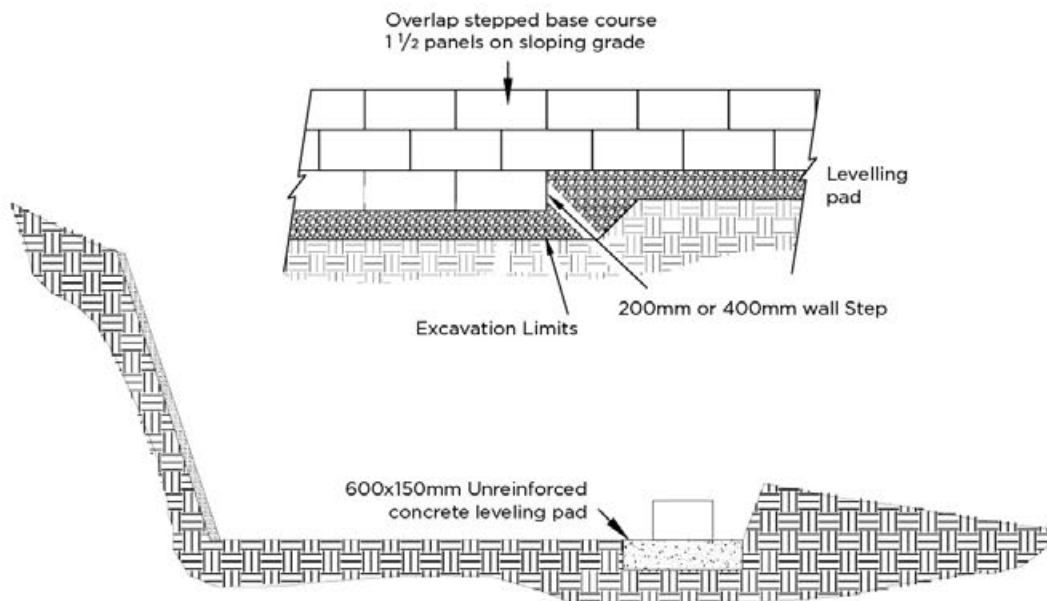 Overlap stepped base course
1 ½ panels on sloping grade
Levelling
pad
200mm or 400mm wall Step
Excavation Limits
600x150mm Unreinforced
concrete leveling pad